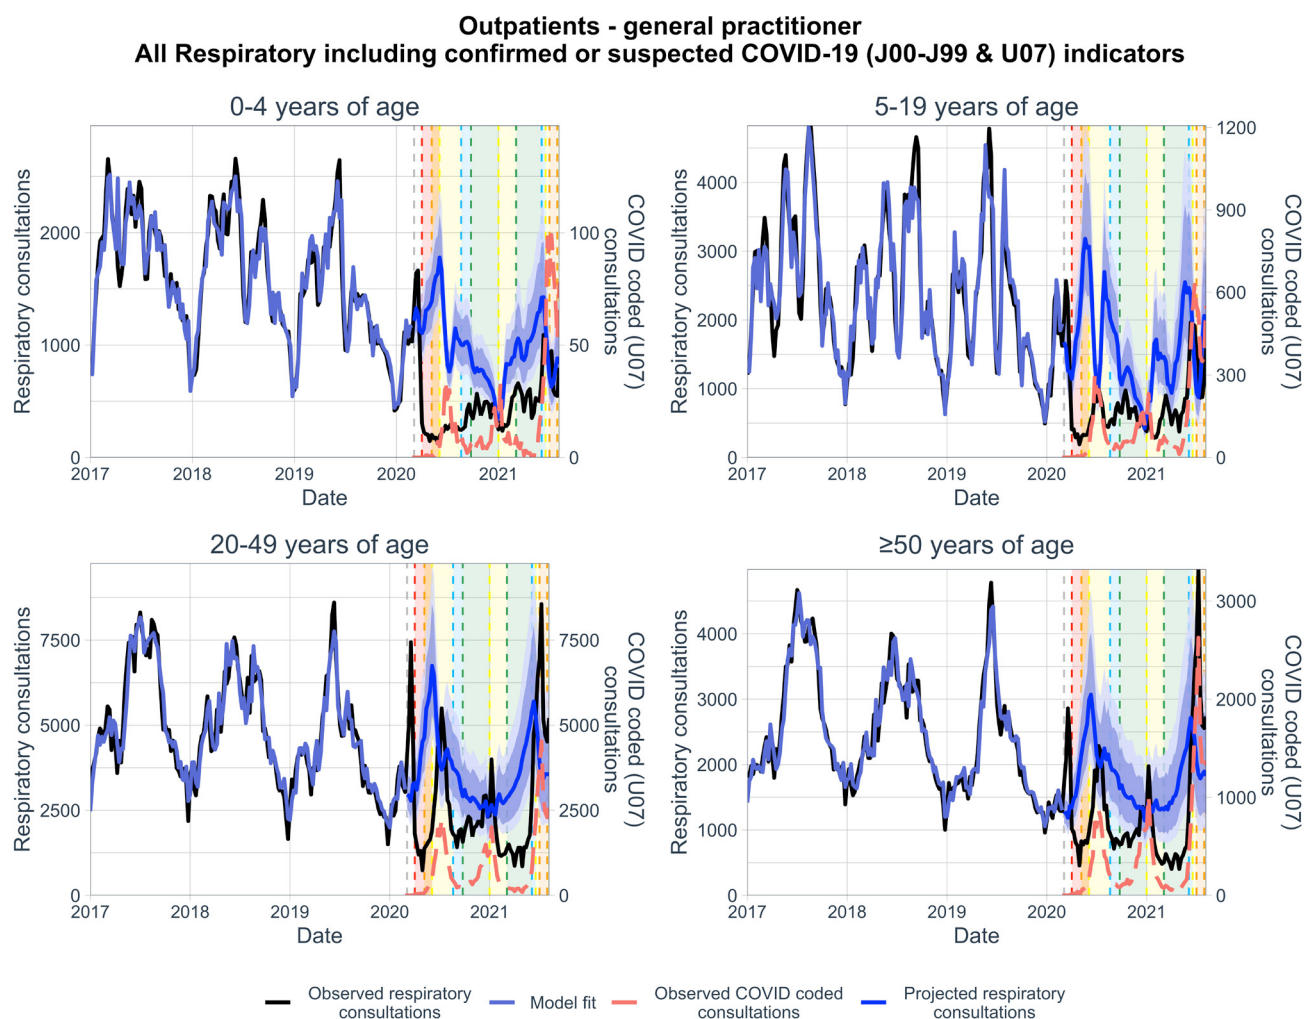 Outpatients - general practitioner
All Respiratory including confirmed or suspected COVID-19 (J00-J99 & U07) indicators
0-4 years of age
Respiratory consultations
2000
1000
0
100
50
0
COVID coded (U07)
consultations
2017 2018 2019 2020 2021
Date
5-19 years of age
Respiratory consultations
4000
3000
2000
1000
0
1200
900
600
300
0
COVID coded (U07)
consultations
2017 2018 2019 2020 2021
Date
20-49 years of age
Respiratory consultations
7500
5000
2500
0
7500
5000
2500
0
COVID coded (U07)
consultations
2017 2018 2019 2020 2021
Date
≥50 years of age
Respiratory consultations
4000
3000
2000
1000
0
3000
2000
1000
0
COVID coded (U07)
consultations
2017 2018 2019 2020 2021
Date
Observed respiratory
consultations
Model fit
Observed COVID coded
consultations
Projected respiratory
consultations